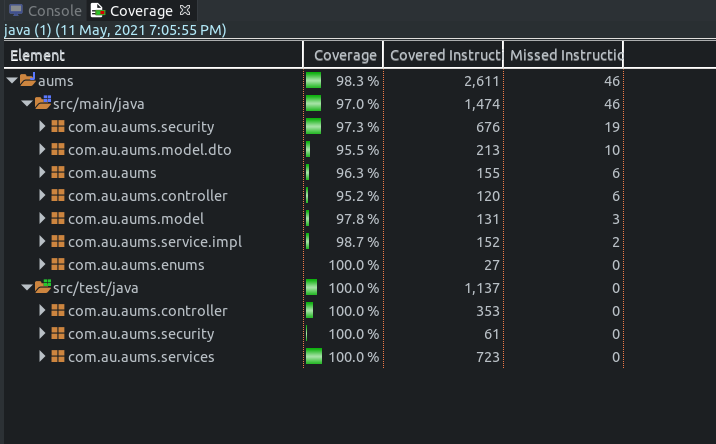 Console Coverage
java (1) (11 May, 2021 7:05:55 PM)
Element Coverage Covered Instruct Missed Instructic
aums 98.3 % 2,611 46
src/main/java 97.0 % 1,474 46
com.au.aums.security 97.3 % 676 19
com.au.aums.model.dto 95.5 % 213 10
com.au.aums 96.3 % 155 6
com.au.aums.controller 95.2 % 120 6
com.au.aums.model 97.8 % 131 3
com.au.aums.service.impl 98.7 % 152 2
com.au.aums.enums 100.0 % 27 0
src/test/java 100.0 % 1,137 0
com.au.aums.controller 100.0 % 353 0
com.au.aums.security 100.0 % 61 0
com.au.aums.services 100.0 % 723 0